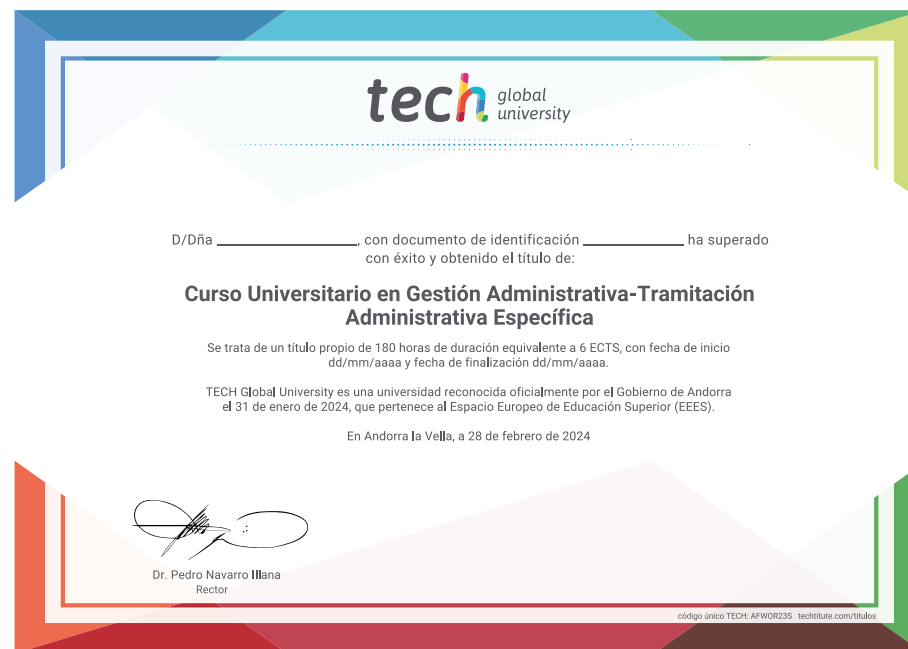 tech global
university
D/Dña ____________________, con documento de identificación ______________ ha superado
con éxito y obtenido el título de:
Curso Universitario en Gestión Administrativa-Tramitación
Administrativa Específica
Se trata de un título propio de 180 horas de duración equivalente a 6 ECTS, con fecha de inicio
dd/mm/aaaa y fecha de finalización dd/mm/aaaa.
TECH Global University es una universidad reconocida oficialmente por el Gobierno de Andorra
el 31 de enero de 2024, que pertenece al Espacio Europeo de Educación Superior (EEES).
En Andorra la Vella, a 28 de febrero de 2024
Dr. Pedro Navarro Illana
Rector
código único TECH: AFWOR23S techtitute.com/titulos